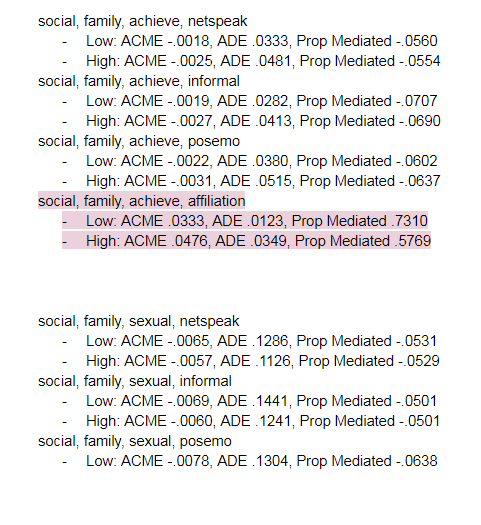 social, family, achieve, netspeak
- Low: ACME -.0018, ADE .0333, Prop Mediated -.0560
- High: ACME -.0025, ADE .0481, Prop Mediated -.0554
social, family, achieve, informal
- Low: ACME -.0019, ADE .0282, Prop Mediated -.0707
- High: ACME -.0027, ADE .0413, Prop Mediated -.0690
social, family, achieve, posemo
- Low: ACME -.0022, ADE .0380, Prop Mediated -.0602
- High: ACME -.0031, ADE .0515, Prop Mediated -.0637
social, family, achieve, affiliation
- Low: ACME .0333, ADE .0123, Prop Mediated .7310
- High: ACME .0476, ADE .0349, Prop Mediated .5769
social, family, sexual, netspeak
- Low: ACME -.0065, ADE .1286, Prop Mediated -.0531
- High: ACME -.0057, ADE .1126, Prop Mediated -.0529
social, family, sexual, informal
- Low: ACME -.0069, ADE .1441, Prop Mediated -.0501
- High: ACME -.0060, ADE .1241, Prop Mediated -.0501
social, family, sexual, posemo
- Low: ACME -.0078, ADE .1304, Prop Mediated -.0638